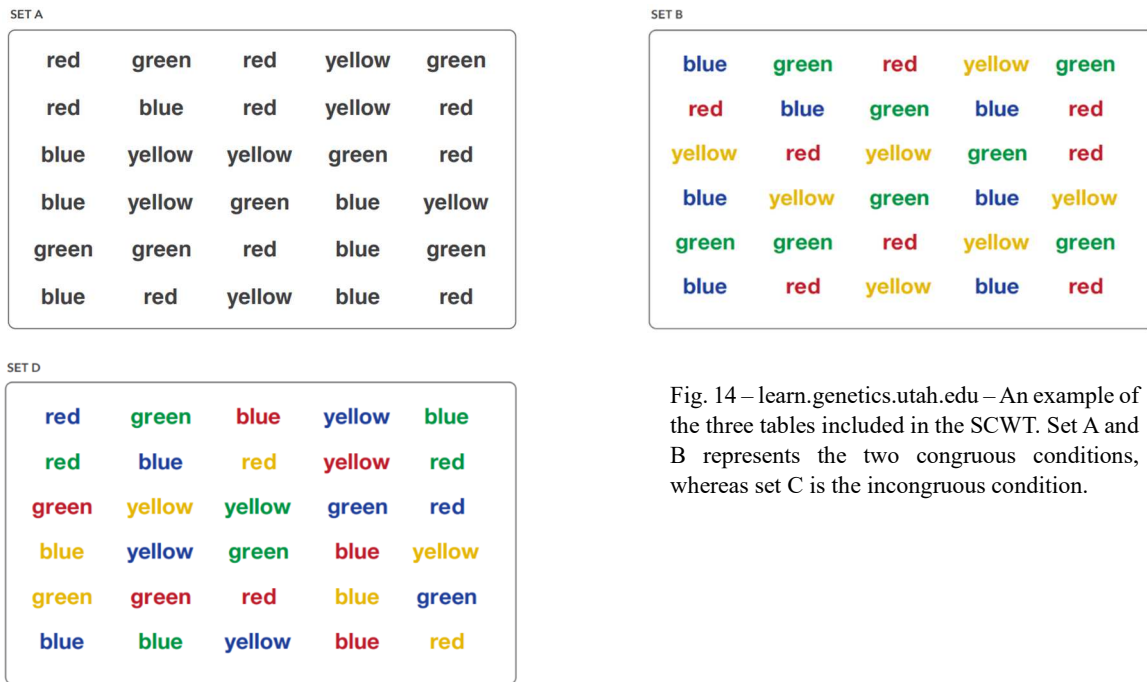 SET A
red green red yellow green
red blue red yellow red
blue yellow yellow green red
blue yellow green blue yellow
green green red blue green
blue red yellow blue red
SET B
blue green red yellow green
red blue green blue red
yellow red yellow green red
blue yellow green blue yellow
green green red yellow green
blue red yellow blue red
SET D
red green blue yellow blue
red blue red yellow red
green yellow yellow green red
blue yellow green blue yellow
green green red blue green
blue blue yellow blue red
Fig. 14 – learn.genetics.utah.edu – An example of
the three tables included in the SCWT. Set A and
B represents the two congruous conditions,
whereas set C is the incongruous condition.